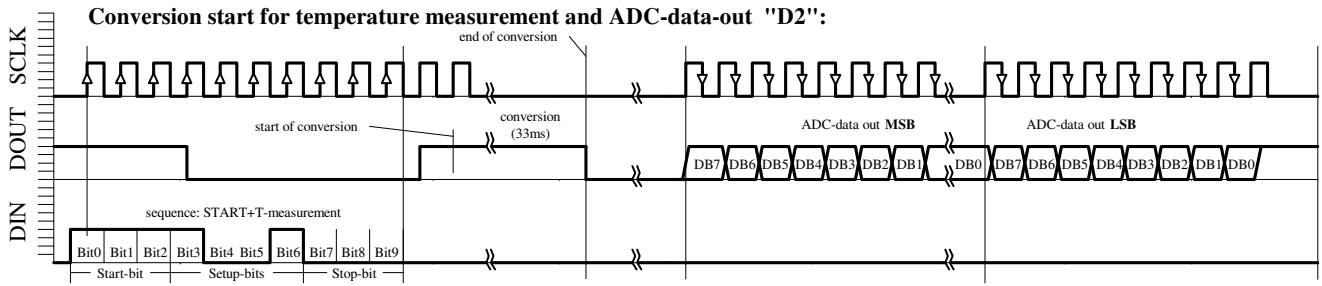 Conversion start for temperature measurement and ADC-data-out "D2":
end of conversion
SCLK
DOUT
start of conversion
conversion
(33ms)
ADC-data out MSB
ADC-data out LSB
DB7 DB6 DB5 DB4 DB3 DB2 DB1 DB0 DB7 DB6 DB5 DB4 DB3 DB2 DB1 DB0
DIN
sequence: START+T-measurement
Bit0 Bit1 Bit2 Bit3 Bit4 Bit5 Bit6 Bit7 Bit8 Bit9
Start-bit Setup-bits Stop-bit